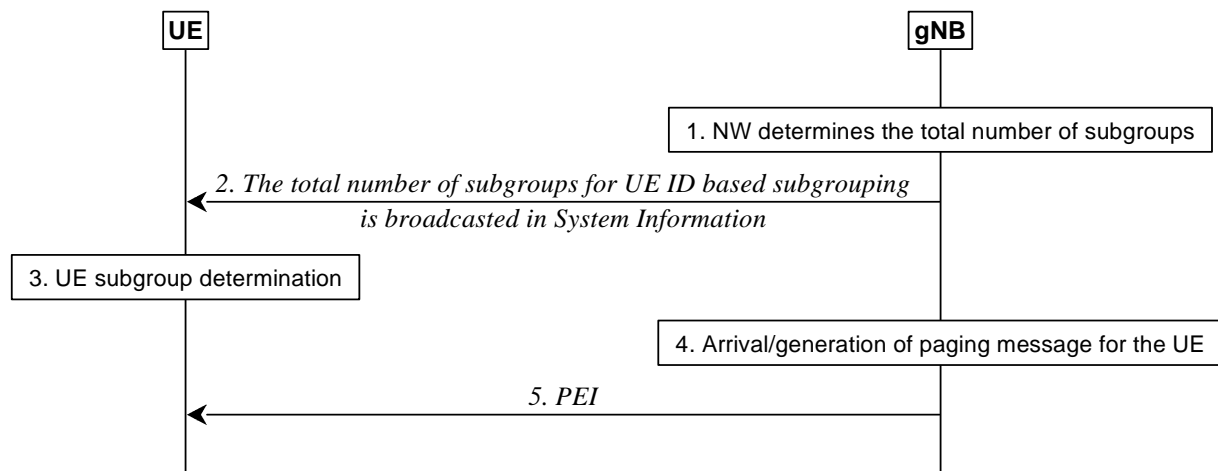 UE
gNB
1. NW determines the total number of subgroups
2. The total number of subgroups for UE ID based subgrouping
is broadcasted in System Information
3. UE subgroup determination
4. Arrival/generation of paging message for the UE
5. PEI